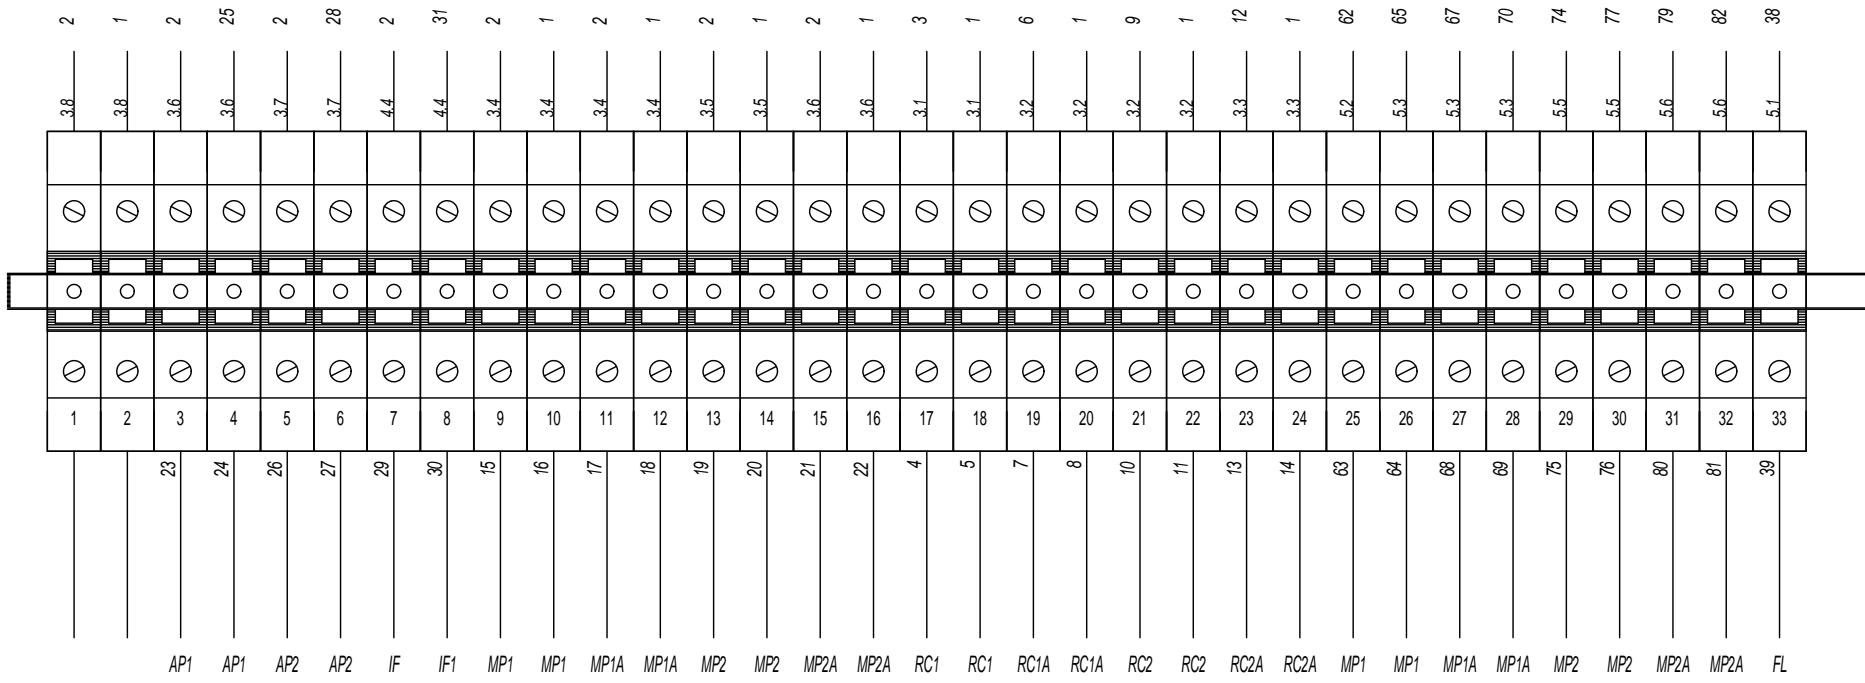 2 1 2 25 2 28 2 31 2 1 2 1 2 1 2 1 3 1 6 1 9 1 12 1 62 65 67 70 74 77 79 82 38
3.8 3.8 3.6 3.6 3.7 3.7 4.4 4.4 3.4 3.4 3.4 3.4 3.5 3.5 3.6 3.6 3.1 3.1 3.2 3.2 3.2 3.2 3.3 3.3 5.2 5.3 5.3 5.3 5.5 5.5 5.6 5.6 5.1
1 2 3 4 5 6 7 8 9 10 11 12 13 14 15 16 17 18 19 20 21 22 23 24 25 26 27 28 29 30 31 32 33
23 24 26 27 29 30 15 16 17 18 19 20 21 22 4 5 7 8 10 11 13 14 63 64 68 69 75 76 80 81 39
AP1 AP1 AP2 AP2 IF IF1 MP1 MP1 MP1A MP1A MP2 MP2 MP2A MP2A RC1 RC1 RC1A RC1A RC2 RC2 RC2A RC2A MP1 MP1 MP1A MP1A MP2 MP2 MP2A MP2A FL